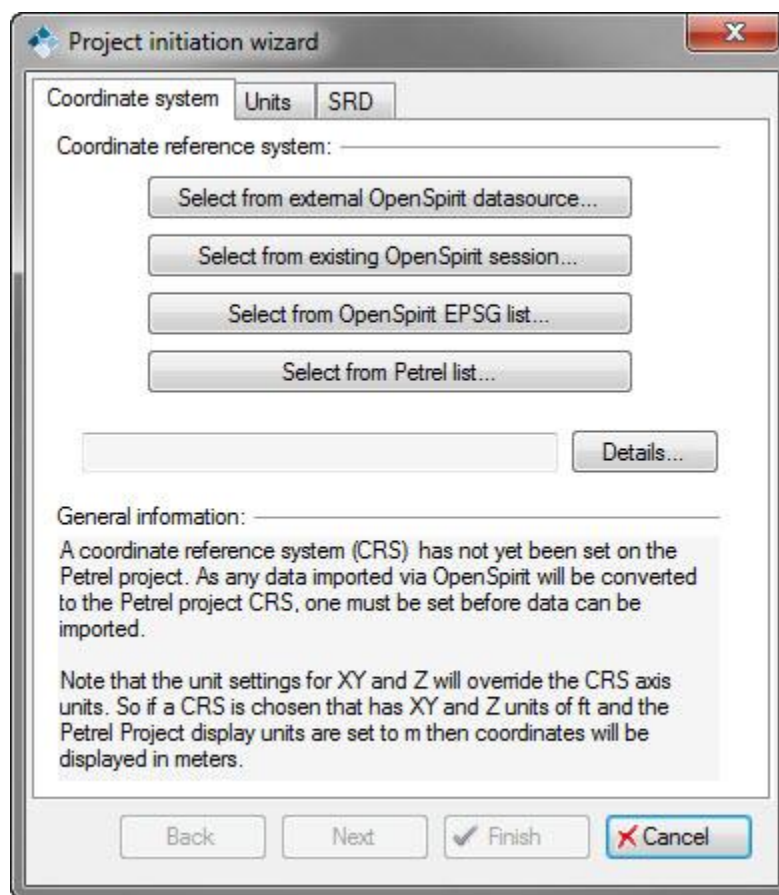 Project initiation wizard
Coordinate system Units SRD
Coordinate reference system:
Select from external OpenSpirit datasource...
Select from existing OpenSpirit session...
Select from OpenSpirit EPSG list...
Select from Petrel list...
Details...
General information:
A coordinate reference system (CRS) has not yet been set on the
Petrel project. As any data imported via OpenSpirit will be converted
to the Petrel project CRS, one must be set before data can be
imported.
Note that the unit settings for XY and Z will override the CRS axis
units. So if a CRS is chosen that has XY and Z units of ft and the
Petrel Project display units are set to m then coordinates will be
displayed in meters.
Back Next Finish Cancel